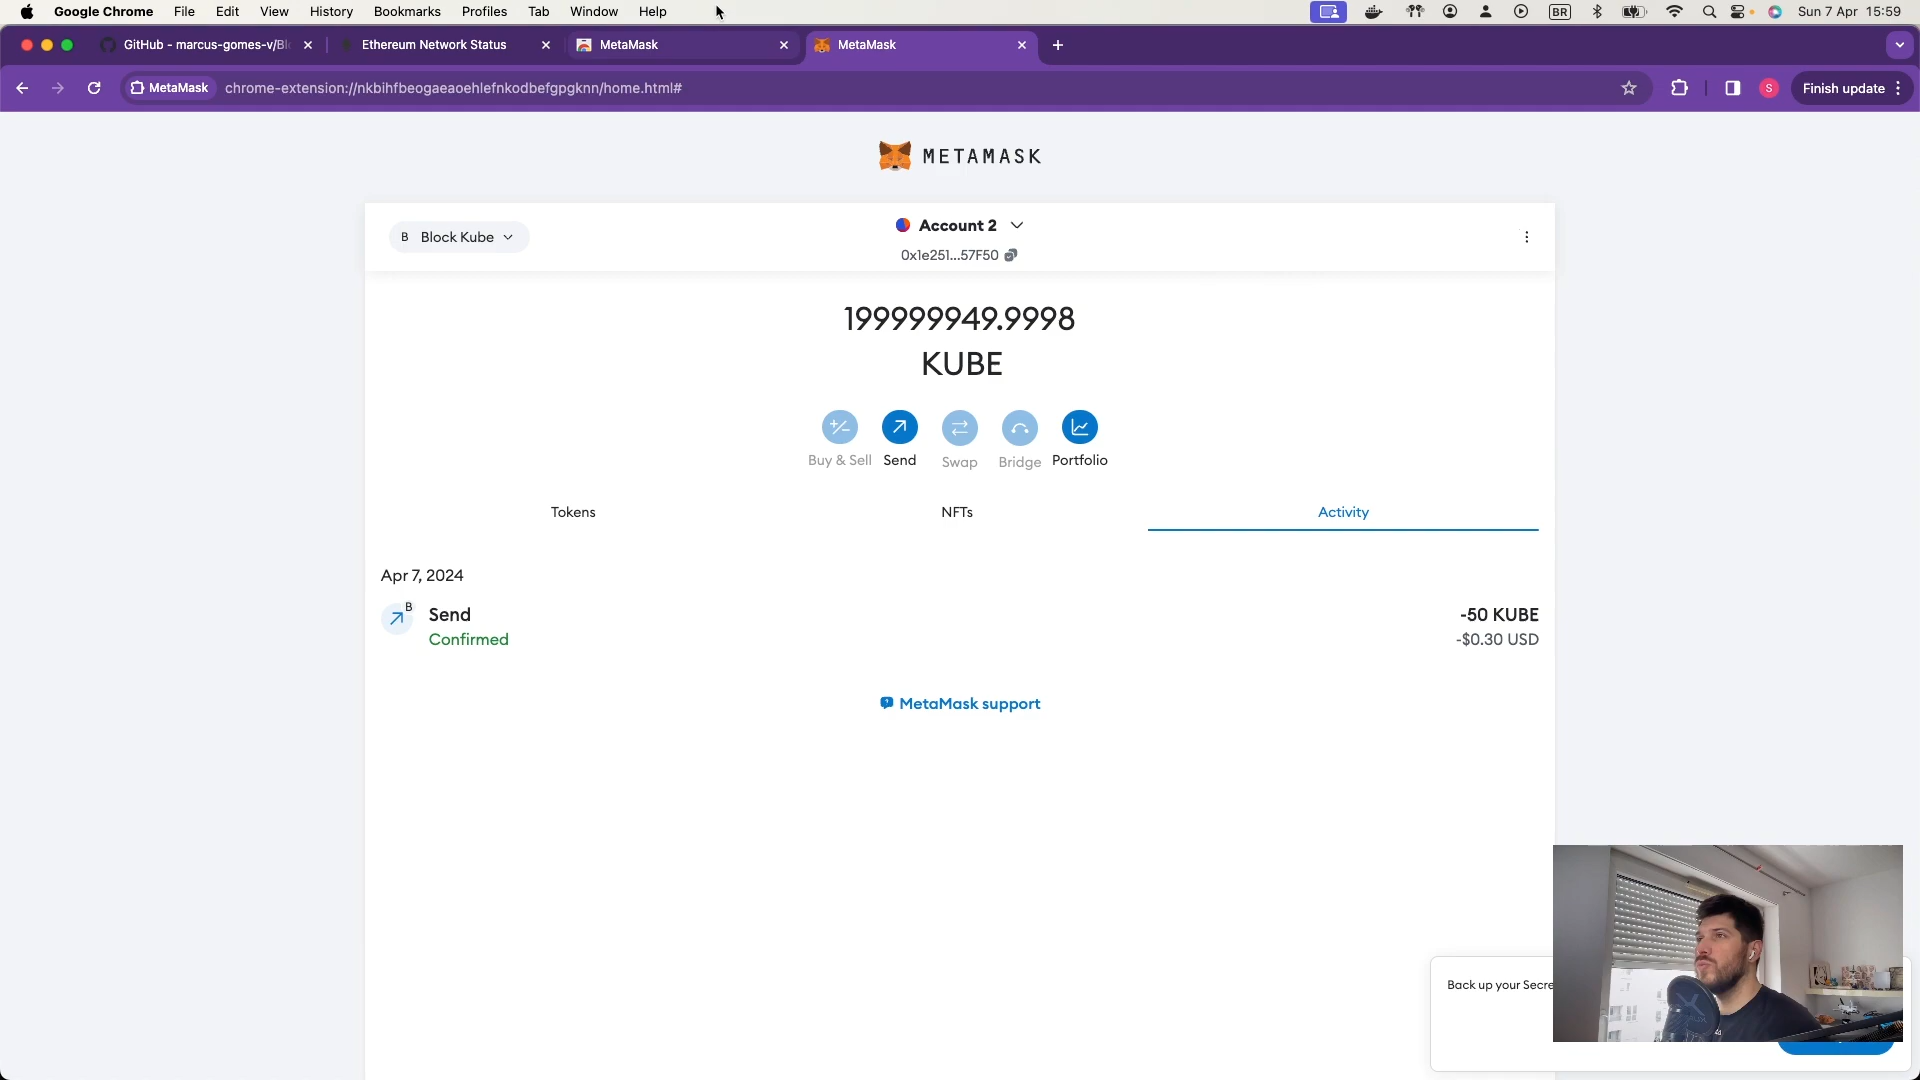 Google Chrome File Edit View History Bookmarks Profiles Tab Window Help BR Sun 7 Apr 15:59
GitHub - marcus-gomes-v/Bl Ethereum Network Status MetaMask MetaMask
MetaMask chrome-extension://nkbihfbeogaeaoehlefnkodbefgpgknn/home.html# S Finish update
METAMASK
B Block Kube Account 2
0x1e251...57F50
199999949.9998
KUBE
Buy & Sell Send Swap Bridge Portfolio
Tokens NFTs Activity
Apr 7, 2024
B Send -50 KUBE
Confirmed -$0.30 USD
MetaMask support
Back up your Secre